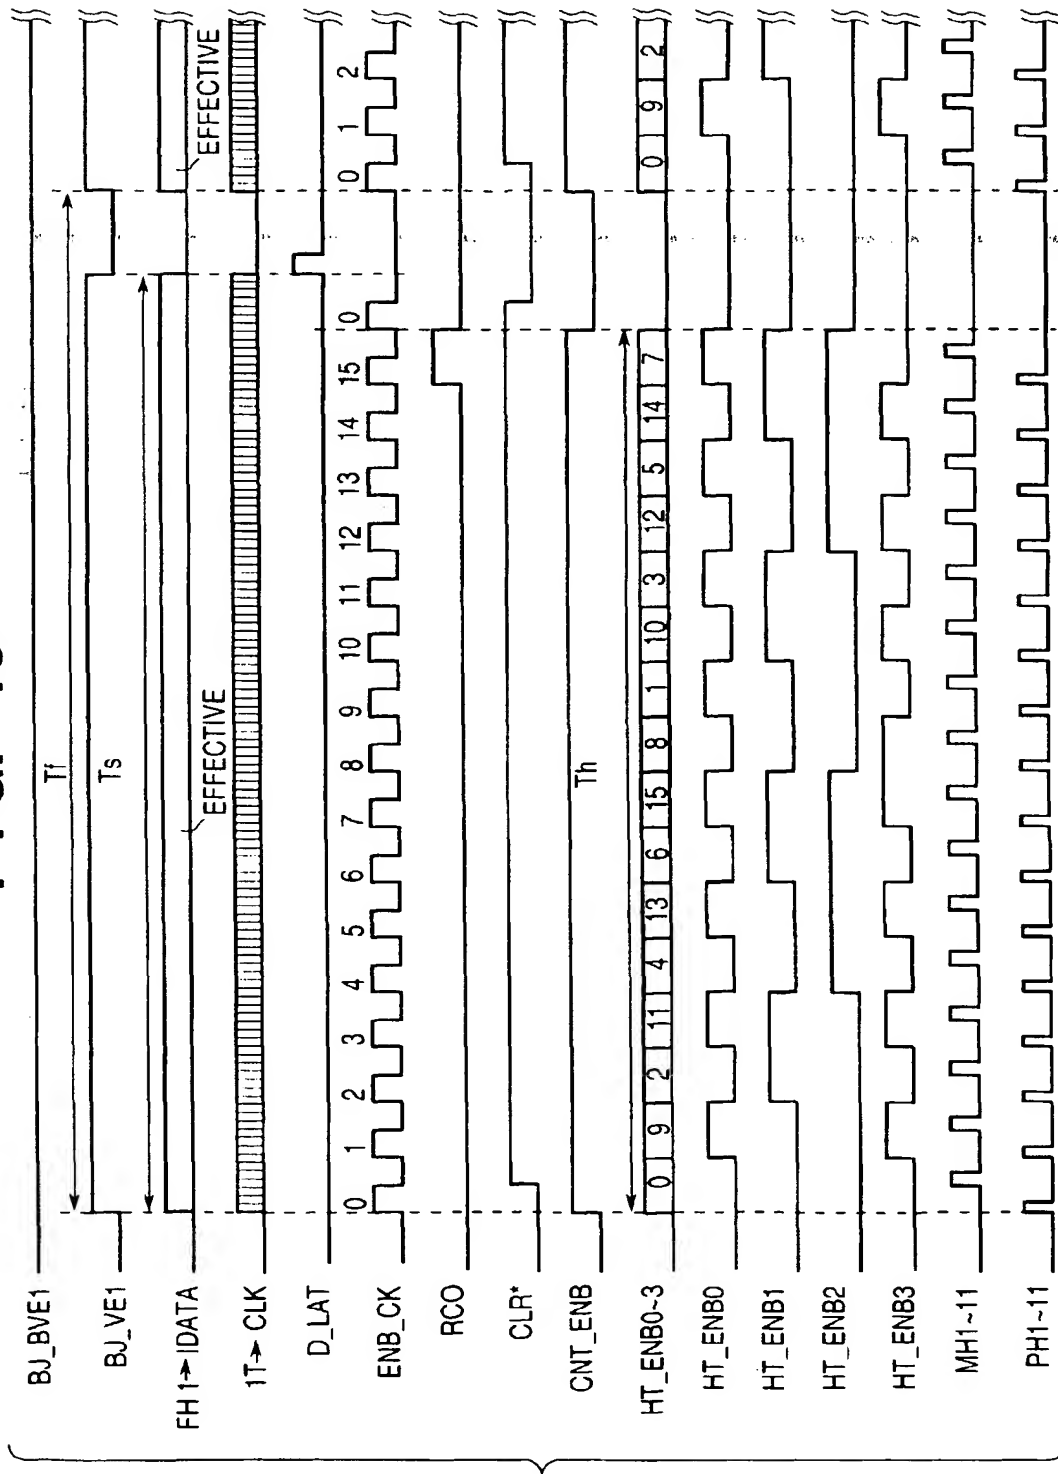 BJ_BVE1
Tf
BJ_VE1
Ts
FH1→IDATA
EFFECTIVE
EFFECTIVE
1T→CLK
D_LAT
ENB_CK
0 1 2 3 4 5 6 7 8 9 10 11 12 13 14 15 0 0 1 2
RCO
CLR*
CNT_ENB
Th
HT_ENB0~3
0 9 2 11 4 13 6 15 8 1 10 3 12 5 14 7 0 9 2
HT_ENB0
HT_ENB1
HT_ENB2
HT_ENB3
MH1~11
PH1~11